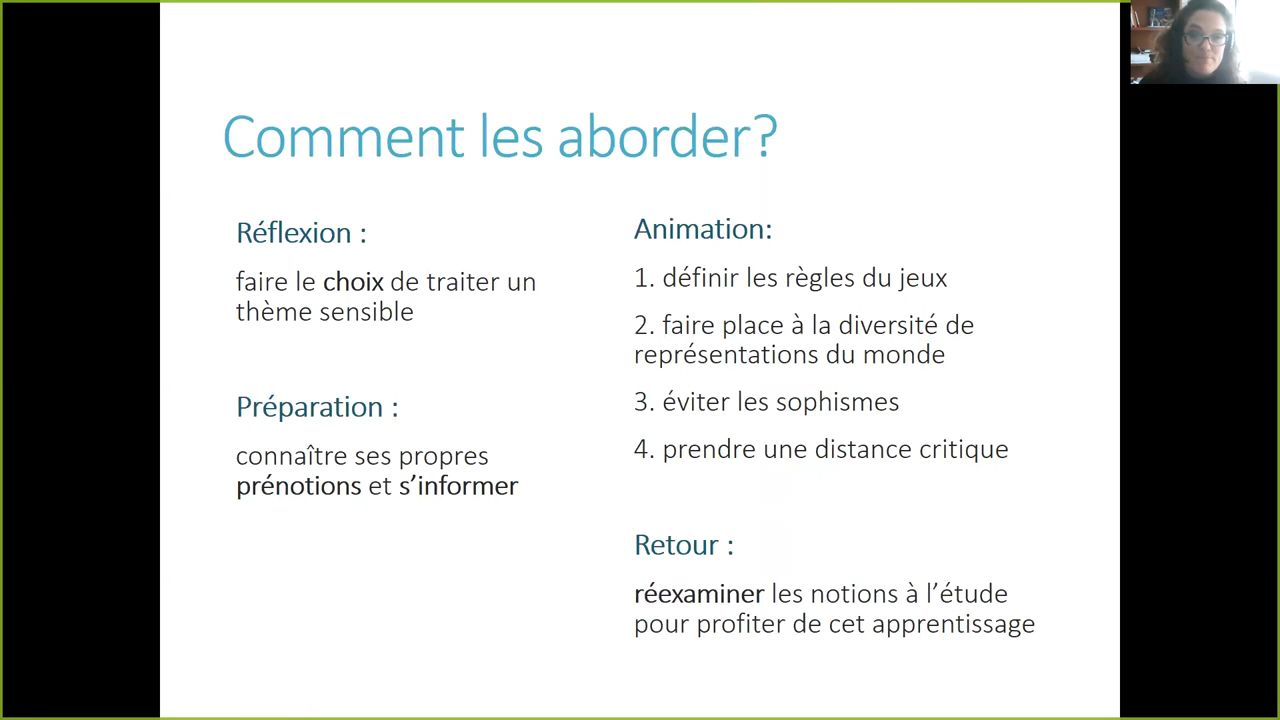 Comment les aborder?
Réflexion :
faire le choix de traiter un
thème sensible
Préparation :
connaître ses propres
prénotions et s’informer
Animation:
1. définir les règles du jeux
2. faire place à la diversité de
représentations du monde
3. éviter les sophismes
4. prendre une distance critique
Retour :
réexaminer les notions à l’étude
pour profiter de cet apprentissage